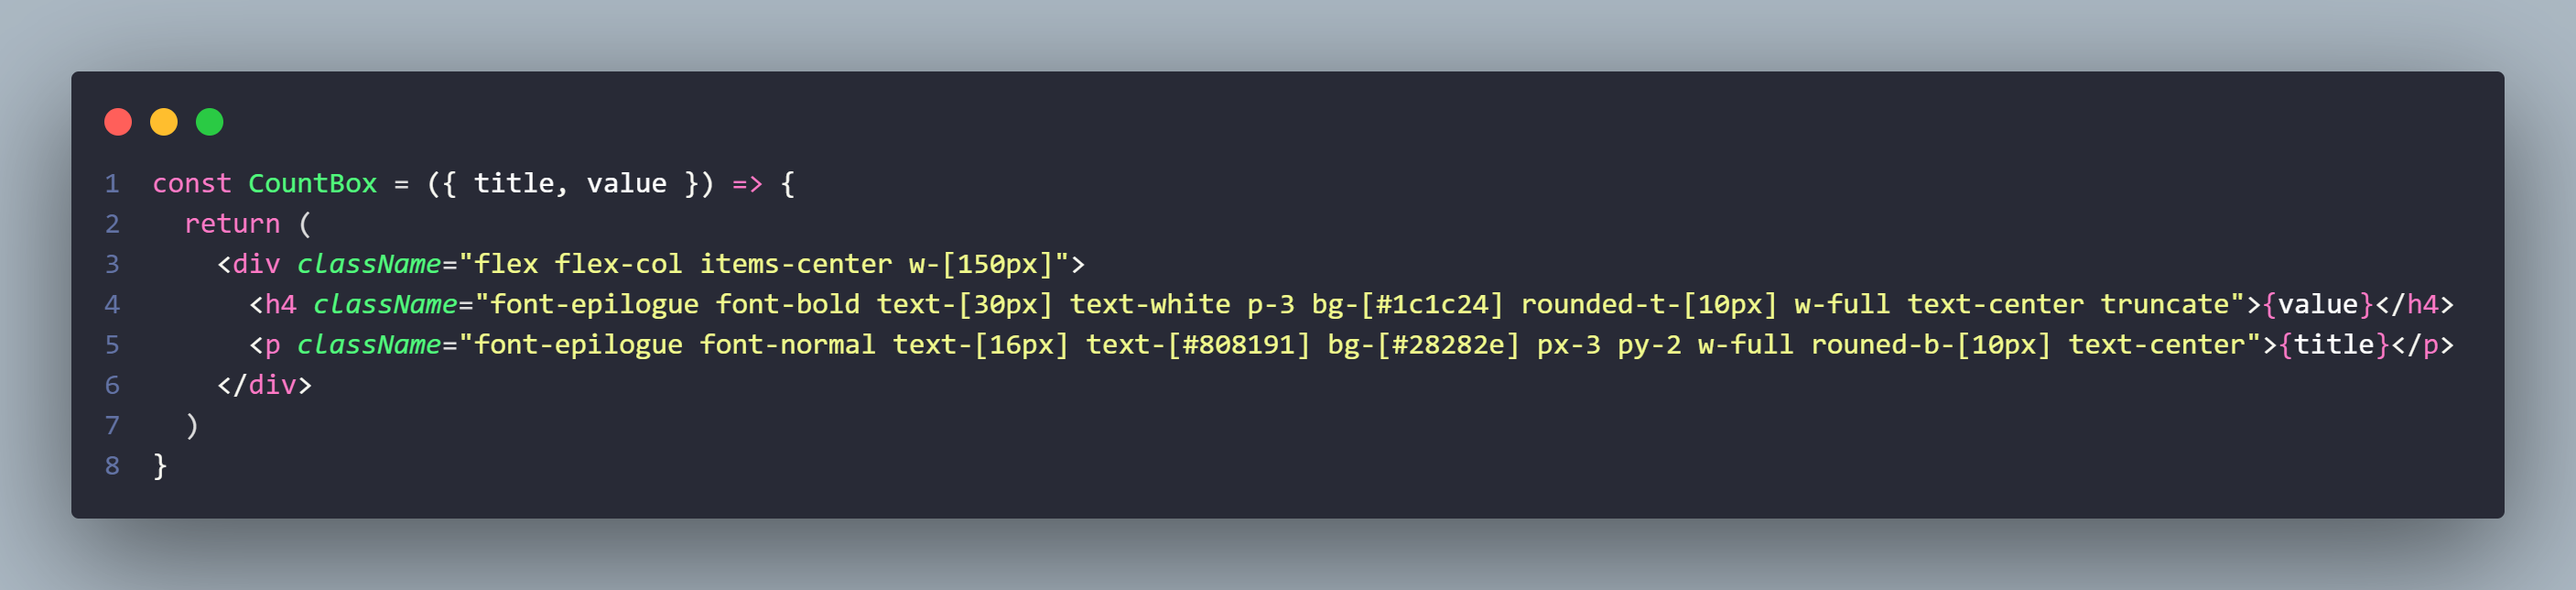 1 const CountBox = ({ title, value }) => {
2   return (
3     <div className="flex flex-col items-center w-[150px]">
4       <h4 className="font-epilogue font-bold text-[30px] text-white p-3 bg-[#1c1c24] rounded-t-[10px] w-full text-center truncate">{value}</h4>
5       <p className="font-epilogue font-normal text-[16px] text-[#808191] bg-[#28282e] px-3 py-2 w-full rouned-b-[10px] text-center">{title}</p>
6     </div>
7   )
8 }